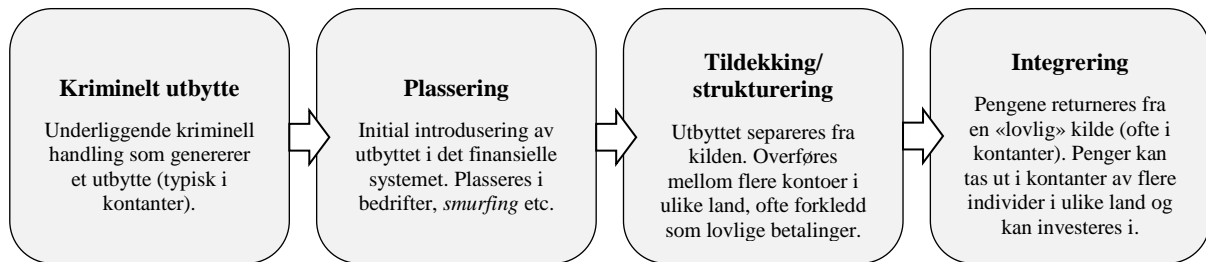 Kriminelt utbytte
Underliggende kriminell
handling som genererer
et utbytte (typisk i
kontanter).
Plassering
Initial introdusering av
utbyttet i det finansielle
systemet. Plasseres i
bedrifter, smurfing etc.
Tildekking/
strukturering
Utbyttet separeres fra
kilden. Overføres
mellom flere kontoer i
ulike land, ofte forkledd
som lovlige betalinger.
Integrering
Pengene returneres fra
en «lovlig» kilde (ofte i
kontanter). Penger kan
tas ut i kontanter av flere
individer i ulike land og
kan investeres i.